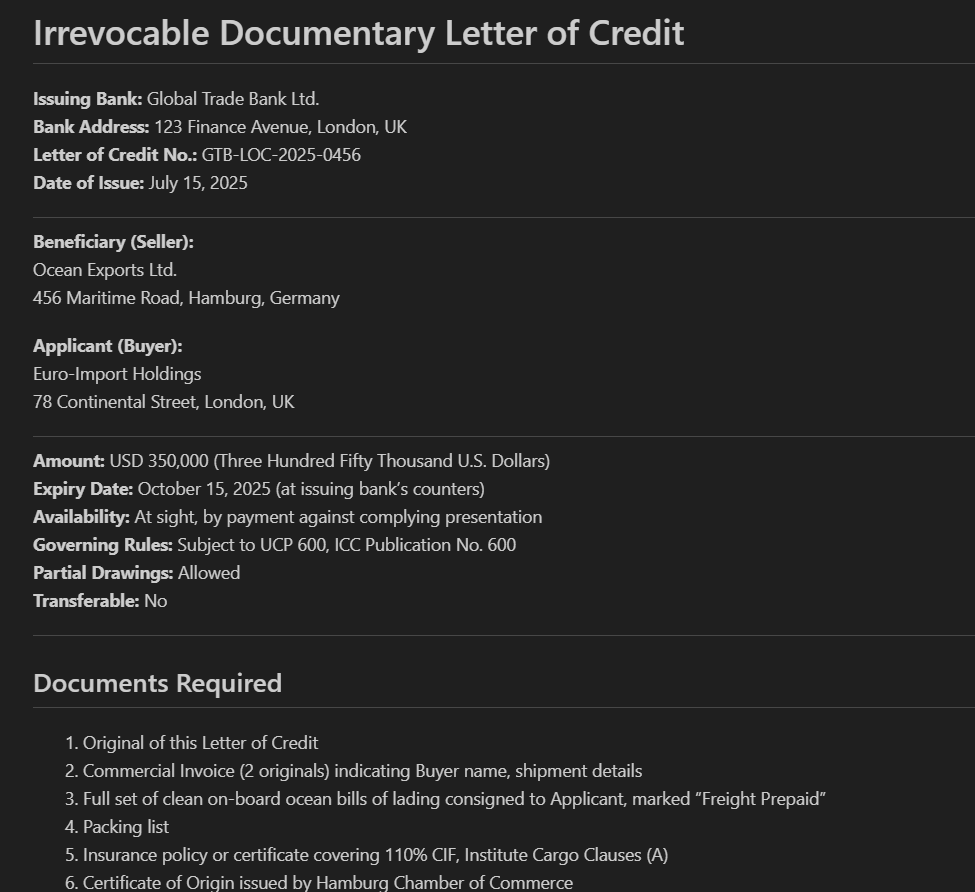 Irrevocable Documentary Letter of Credit
Issuing Bank: Global Trade Bank Ltd.
Bank Address: 123 Finance Avenue, London, UK
Letter of Credit No.: GTB-LOC-2025-0456
Date of Issue: July 15, 2025
Beneficiary (Seller):
Ocean Exports Ltd.
456 Maritime Road, Hamburg, Germany
Applicant (Buyer):
Euro-Import Holdings
78 Continental Street, London, UK
Amount: USD 350,000 (Three Hundred Fifty Thousand U.S. Dollars)
Expiry Date: October 15, 2025 (at issuing bank’s counters)
Availability: At sight, by payment against complying presentation
Governing Rules: Subject to UCP 600, ICC Publication No. 600
Partial Drawings: Allowed
Transferable: No
Documents Required
1. Original of this Letter of Credit
2. Commercial Invoice (2 originals) indicating Buyer name, shipment details
3. Full set of clean on-board ocean bills of lading consigned to Applicant, marked “Freight Prepaid”
4. Packing list
5. Insurance policy or certificate covering 110% CIF, Institute Cargo Clauses (A)
6. Certificate of Origin issued by Hamburg Chamber of Commerce